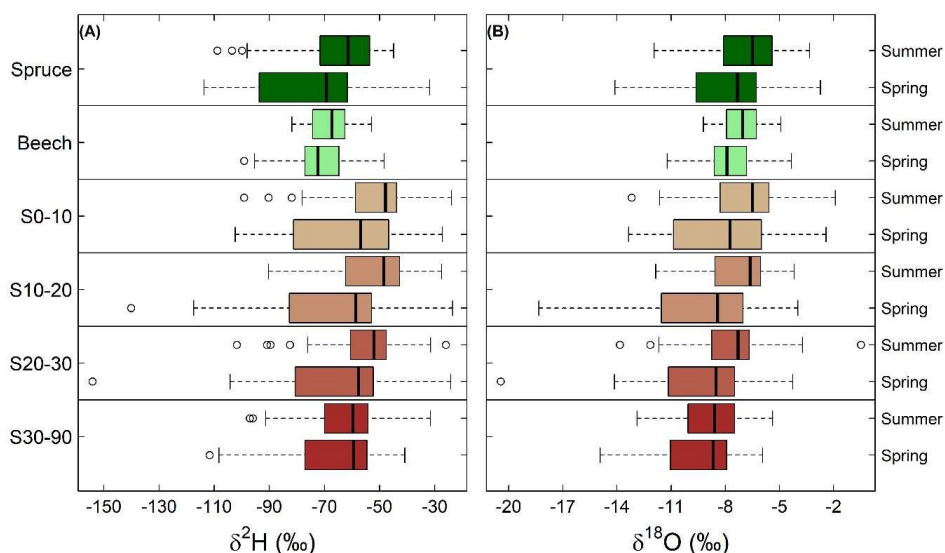 (A)
(B)
Spruce
Summer
Spring
Beech
Summer
Spring
S0-10
Summer
Spring
S10-20
Summer
Spring
S20-30
Summer
Spring
S30-90
Summer
Spring
-150 -130 -110 -90 -70 -50 -30
-20 -17 -14 -11 -8 -5 -2
δ²H (‰)
δ¹⁸O (‰)